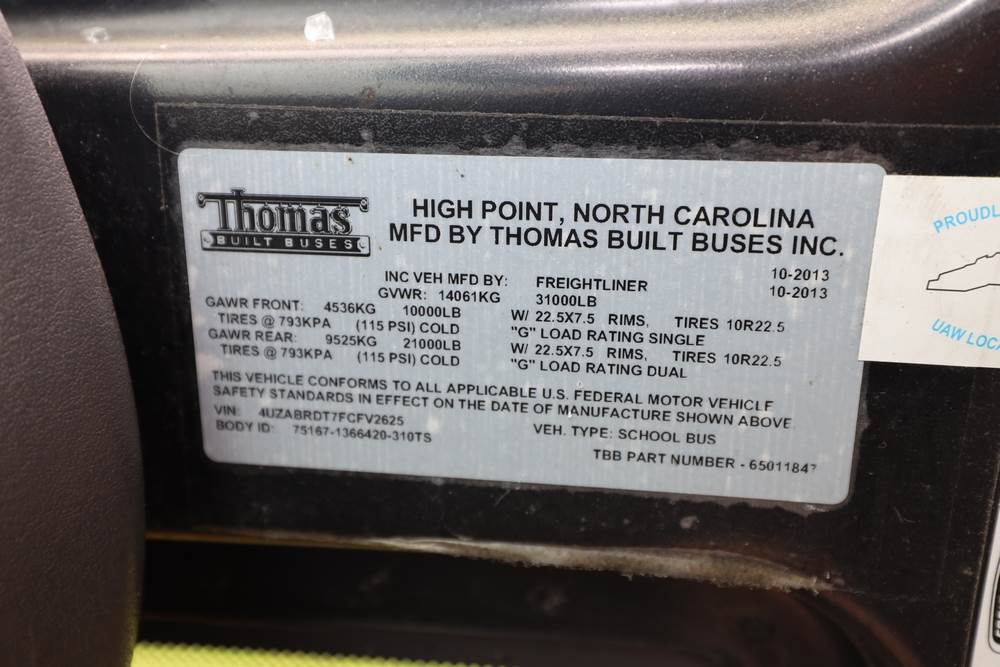 Thomas
BUILT BUSES
HIGH POINT, NORTH CAROLINA
MFD BY THOMAS BUILT BUSES INC.
10-2013
INC VEH MFD BY: FREIGHTLINER 10-2013
GVWR: 14061KG 31000LB
GAWR FRONT: 4536KG 10000LB W/ 22.5X7.5 RIMS, TIRES 10R22.5
TIRES @ 793KPA (115 PSI) COLD "G" LOAD RATING SINGLE
GAWR REAR: 9525KG 21000LB W/ 22.5X7.5 RIMS, TIRES 10R22.5
TIRES @ 793KPA (115 PSI) COLD "G" LOAD RATING DUAL
THIS VEHICLE CONFORMS TO ALL APPLICABLE U.S. FEDERAL MOTOR VEHICLE
SAFETY STANDARDS IN EFFECT ON THE DATE OF MANUFACTURE SHOWN ABOVE.
VIN: 4UZABRDT7FCFV2625
BODY ID: 75167-1366420-310TS VEH. TYPE: SCHOOL BUS
TBB PART NUMBER - 65011847
PROUDL
UAW LOCA